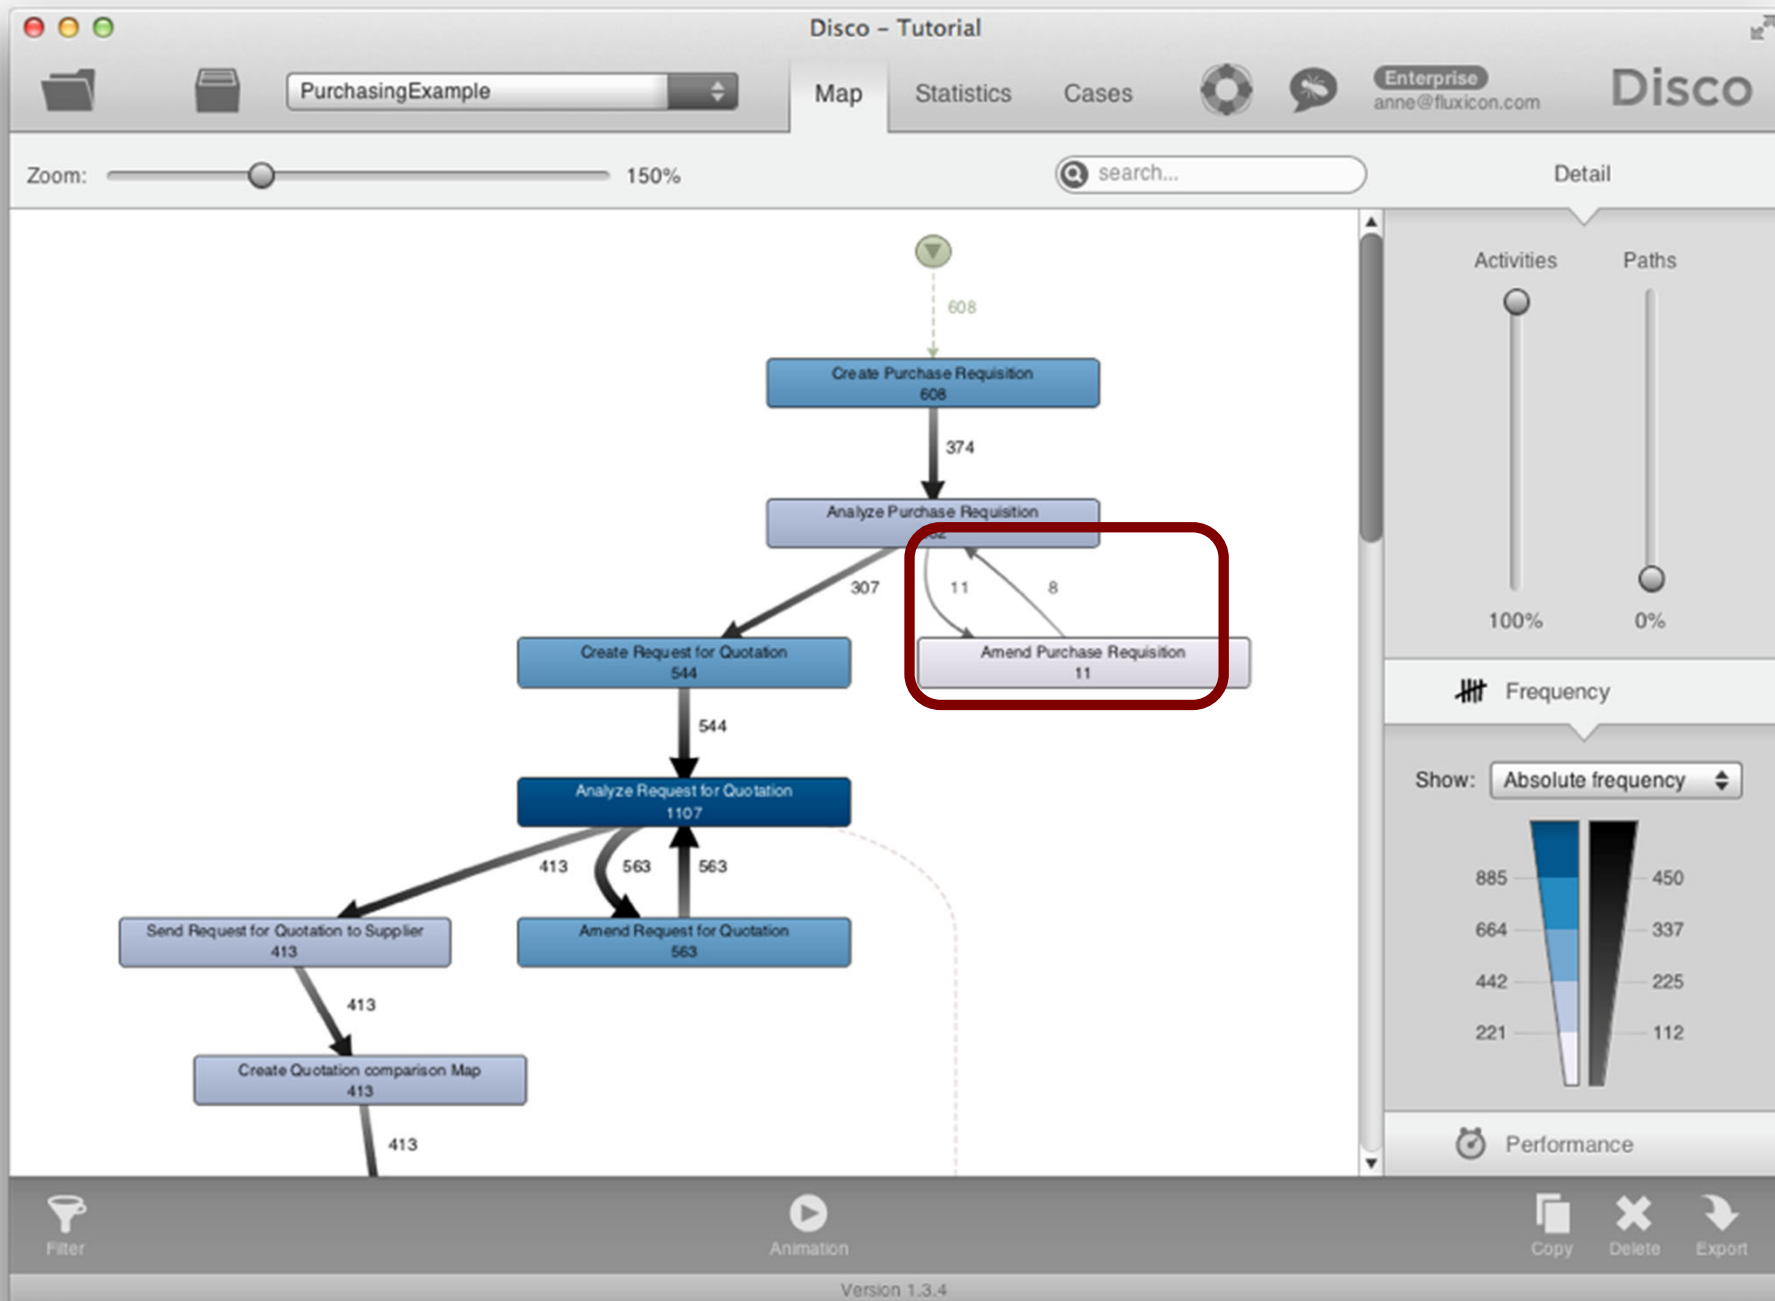 Disco – Tutorial
PurchasingExample
Map
Statistics
Cases
Enterprise
anne@fluxicon.com
Disco
Zoom:
150%
search...
Detail
608
Create Purchase Requisition
608
374
Analyze Purchase Requisition
307
11
8
Create Request for Quotation
544
Amend Purchase Requisition
11
544
Analyze Request for Quotation
1107
413
563
563
Send Request for Quotation to Supplier
413
Amend Request for Quotation
563
413
Create Quotation comparison Map
413
413
Activities
Paths
100%
0%
Frequency
Show:
Absolute frequency
885
450
664
337
442
225
221
112
Performance
Filter
Animation
Copy
Delete
Export
Version 1.3.4